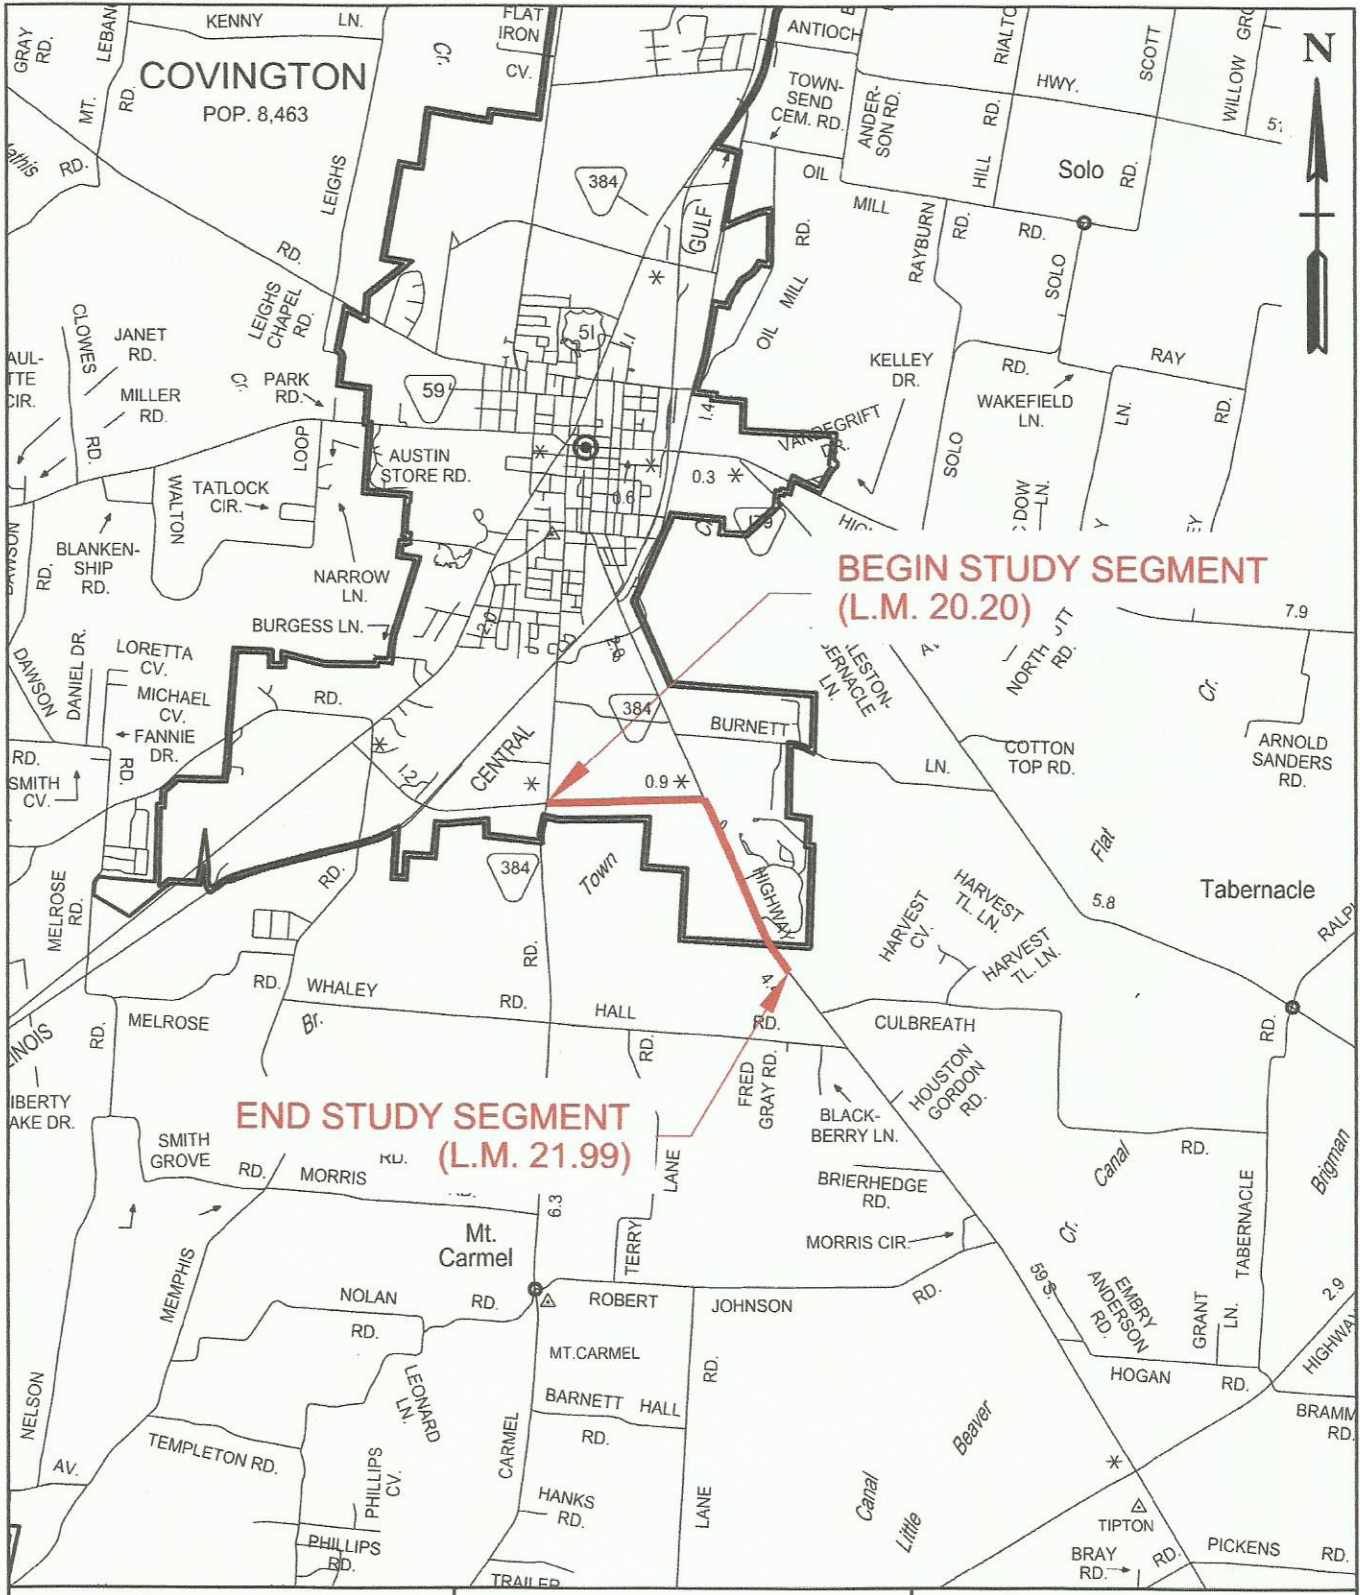 KENNY
LN.
FLAT
IRON
CV.
GRAY
RD.
MT.
RD.
COVINGTON
POP. 8,463
Cr.
LEIGHS
RD.
RD.
384
GULF
ANTIOCH
TOWN-
SEND
CEM. RD.
ANDER-
SON RD.
RIALTO
HILL
RD.
HWY.
SCOTT
RD.
WILLOW
N
Solo
OIL
MILL
RD.
RD.
RAYBURN
SOLO
OIL
MILL
RD.
CLOWES
RD.
JANET
RD.
MILLER
RD.
LEIGHS
CHAPEL
RD.
Cr.
PARK
RD.
51
59
1.4
KELLEY
DR.
RD.
RAY
RD.
WAKEFIELD
LN.
LN.
VANDEGRIFT
DR.
SOLO
LOOP
AUSTIN
STORE RD.
WALTON
TATLOCK
CIR.
0.6
0.3
179
BLANKEN-
SHIP
RD.
RD.
NARROW
LN.
BURGESS LN.
2.0
BEGIN STUDY SEGMENT
(L.M. 20.20)
7.9
NORTH
RD.
Cr.
DAWSON
DANIEL DR.
LORETTA
CV.
MICHAEL
CV.
FANNIE
DR.
RD.
RD.
SMITH
CV.
RD.
CENTRAL
1.2
384
BURNETT
LN.
COTTON
TOP RD.
ARNOLD
SANDERS
RD.
0.9
384
Town
HIGHWAY
Flat
5.8
Tabernacle
MELROSE
RD.
RD.
HARVEST
CV.
HARVEST
TL. LN.
HARVEST
TL. LN.
RD.
WHALEY
RD.
RD.
HALL
RD.
CULBREATH
RD.
MELROSE
RD.
Br.
RD.
FRED
GRAY RD.
HOUSTON
GORDON
RD.
BLACK-
BERRY LN.
END STUDY SEGMENT
(L.M. 21.99)
SMITH
GROVE
RD.
MORRIS
RD.
LANE
BRIERHEDGE
RD.
Canal
RD.
Brigman
TABERNACLE
MORRIS CIR.
Cr.
6.3
Mt.
Carmel
TERRY
MEMPHIS
NOLAN
RD.
RD.
ROBERT
JOHNSON
RD.
59 S.
EMBRY
ANDERSON
RD.
GRANT
LN.
2.9
MT.CARMEL
RD.
HOGAN
RD.
NELSON
LEONARD
LN.
BARNETT
HALL
RD.
CARMEL
Beaver
TEMPLETON RD.
AV.
PHILLIPS
CV.
HANKS
RD.
LANE
Canal
Little
TIPTON
PHILLIPS
RD.
TRAILER
BRAY
RD.
RD.
PICKENS
RD.